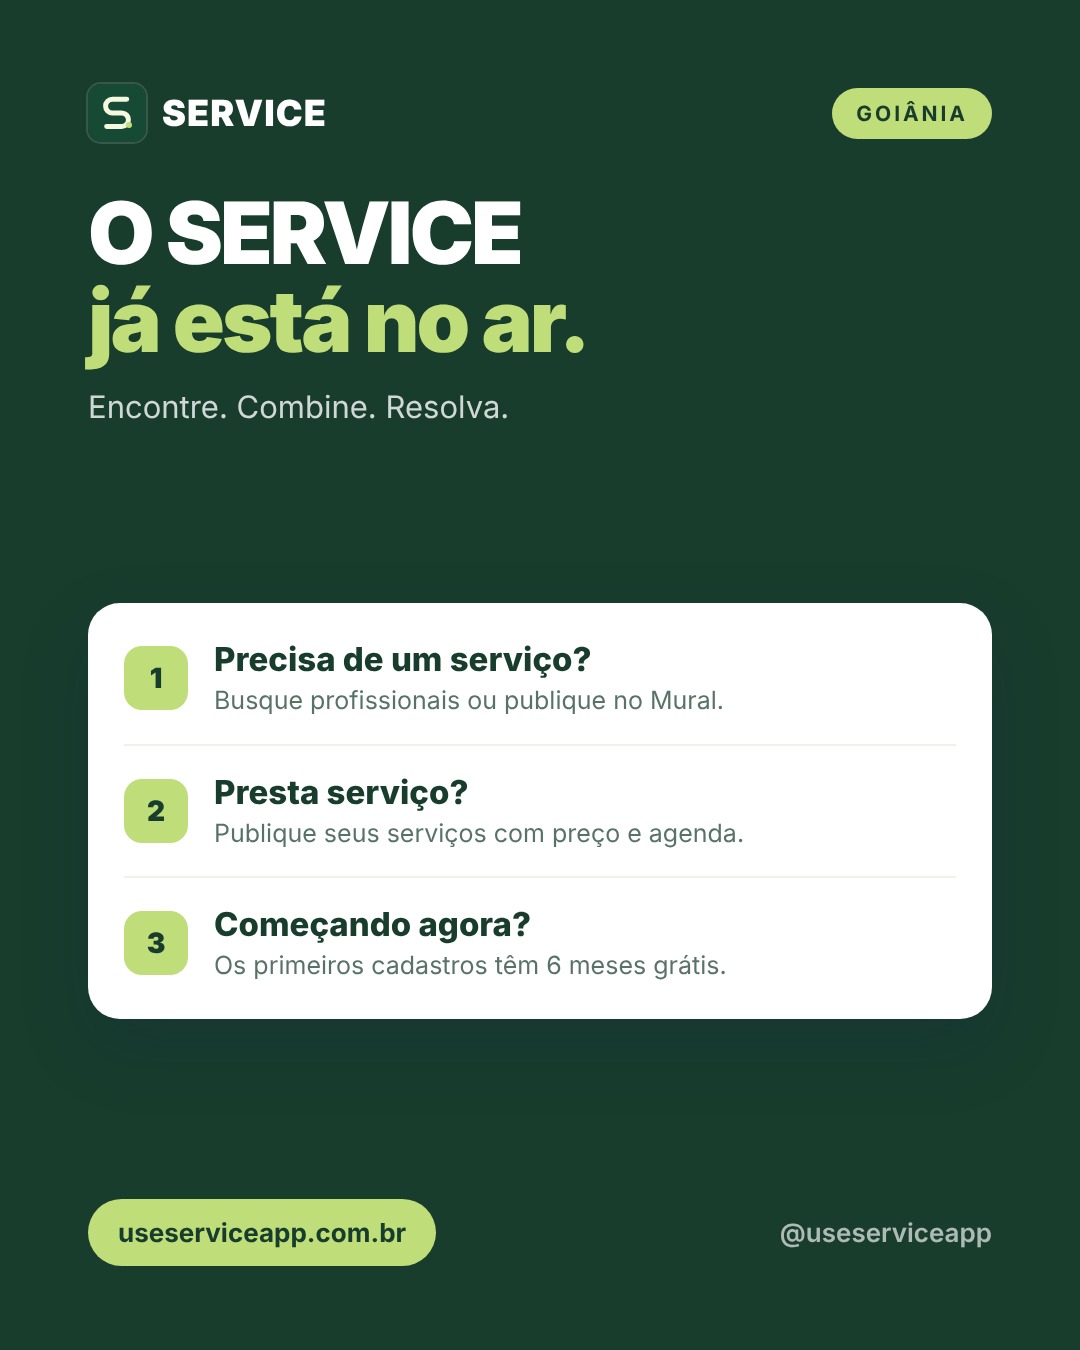 SERVICE
GOIÂNIA
O SERVICE
já está no ar.
Encontre. Combine. Resolva.
1
Precisa de um serviço?
Busque profissionais ou publique no Mural.
2
Presta serviço?
Publique seus serviços com preço e agenda.
3
Começando agora?
Os primeiros cadastros têm 6 meses grátis.
useserviceapp.com.br
@useserviceapp